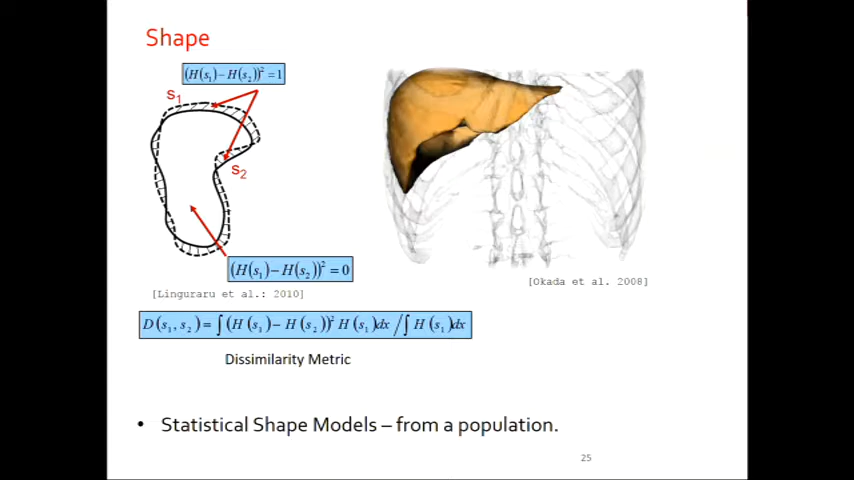 Shape
(H(s₁)−H(s₂))²=1
s₁
s₂
(H(s₁)−H(s₂))²=0
[Linguraru et al.: 2010]
[Okada et al. 2008]
D(s₁,s₂)=∫(H(s₁)−H(s₂))²H(s₁)dx/∫H(s₁)dx
Dissimilarity Metric
• Statistical Shape Models – from a population.
25